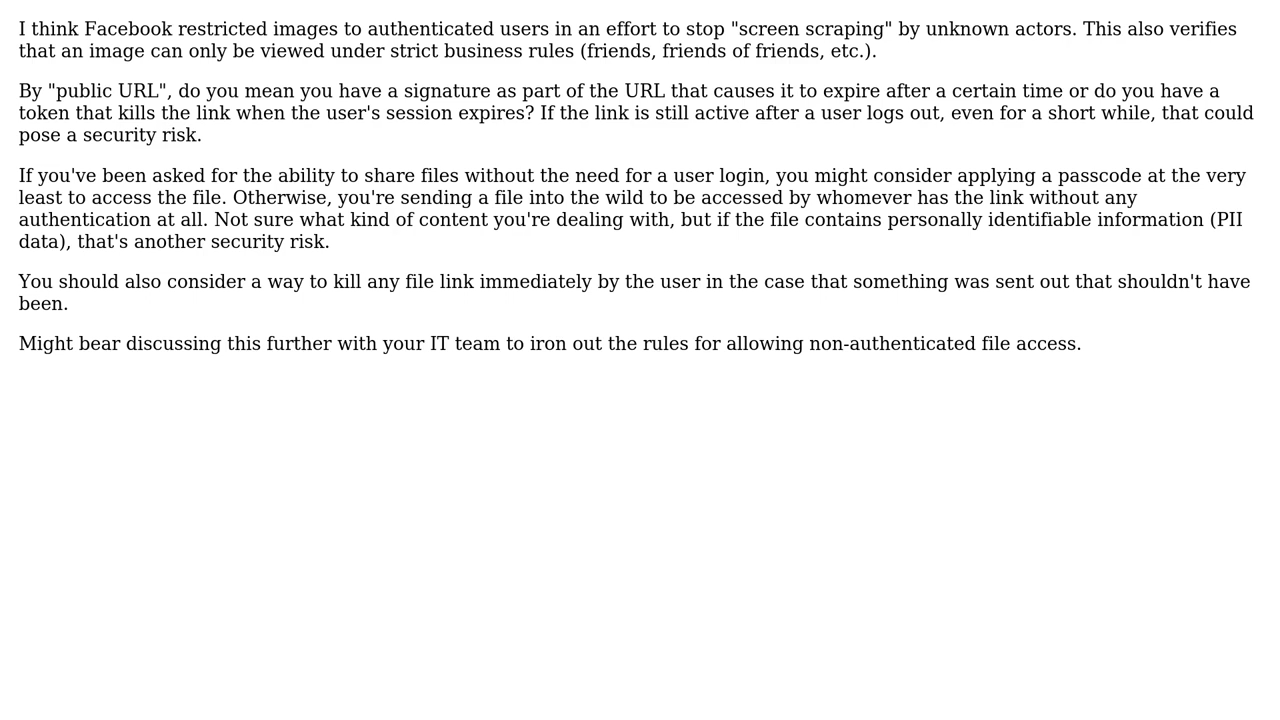 I think Facebook restricted images to authenticated users in an effort to stop "screen scraping" by unknown actors. This also verifies
that an image can only be viewed under strict business rules (friends, friends of friends, etc.).
By "public URL", do you mean you have a signature as part of the URL that causes it to expire after a certain time or do you have a
token that kills the link when the user's session expires? If the link is still active after a user logs out, even for a short while, that could
pose a security risk.
If you've been asked for the ability to share files without the need for a user login, you might consider applying a passcode at the very
least to access the file. Otherwise, you're sending a file into the wild to be accessed by whomever has the link without any
authentication at all. Not sure what kind of content you're dealing with, but if the file contains personally identifiable information (PII
data), that's another security risk.
You should also consider a way to kill any file link immediately by the user in the case that something was sent out that shouldn't have
been.
Might bear discussing this further with your IT team to iron out the rules for allowing non-authenticated file access.